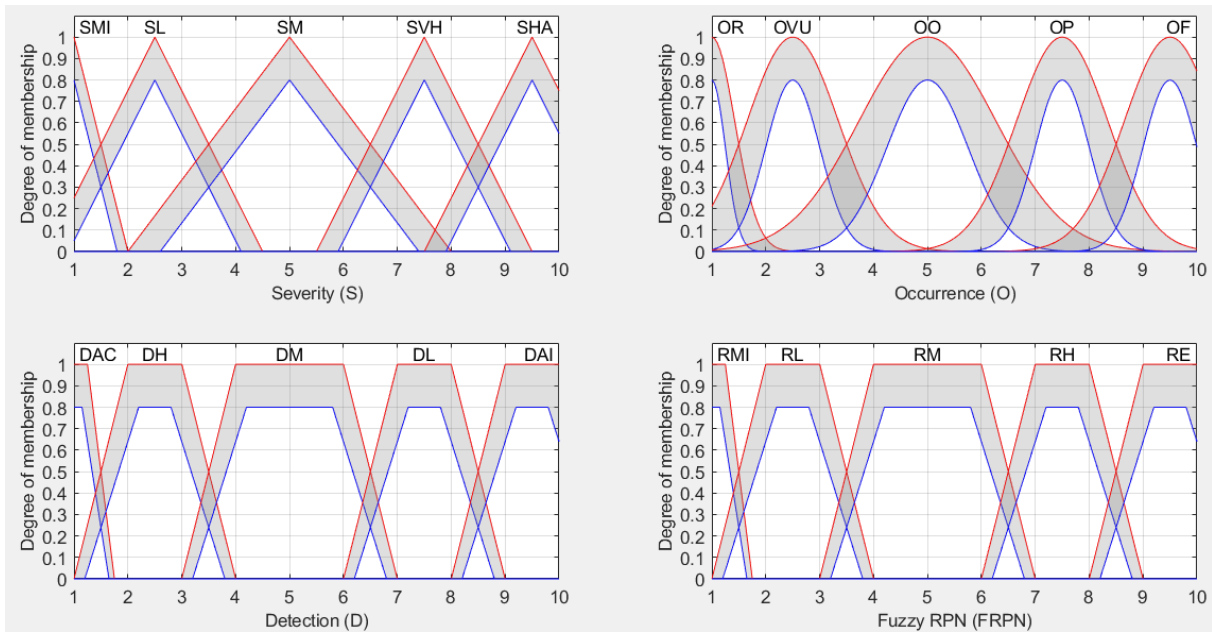 SMI SL SM SVH SHA
1
0.9
0.8
0.7
0.6
0.5
0.4
0.3
0.2
0.1
0
Degree of membership
1 2 3 4 5 6 7 8 9 10
Severity (S)
OR OVU OO OP OF
1
0.9
0.8
0.7
0.6
0.5
0.4
0.3
0.2
0.1
0
Degree of membership
1 2 3 4 5 6 7 8 9 10
Occurrence (O)
DAC DH DM DL DAI
1
0.9
0.8
0.7
0.6
0.5
0.4
0.3
0.2
0.1
0
Degree of membership
1 2 3 4 5 6 7 8 9 10
Detection (D)
RMI RL RM RH RE
1
0.9
0.8
0.7
0.6
0.5
0.4
0.3
0.2
0.1
0
Degree of membership
1 2 3 4 5 6 7 8 9 10
Fuzzy RPN (FRPN)